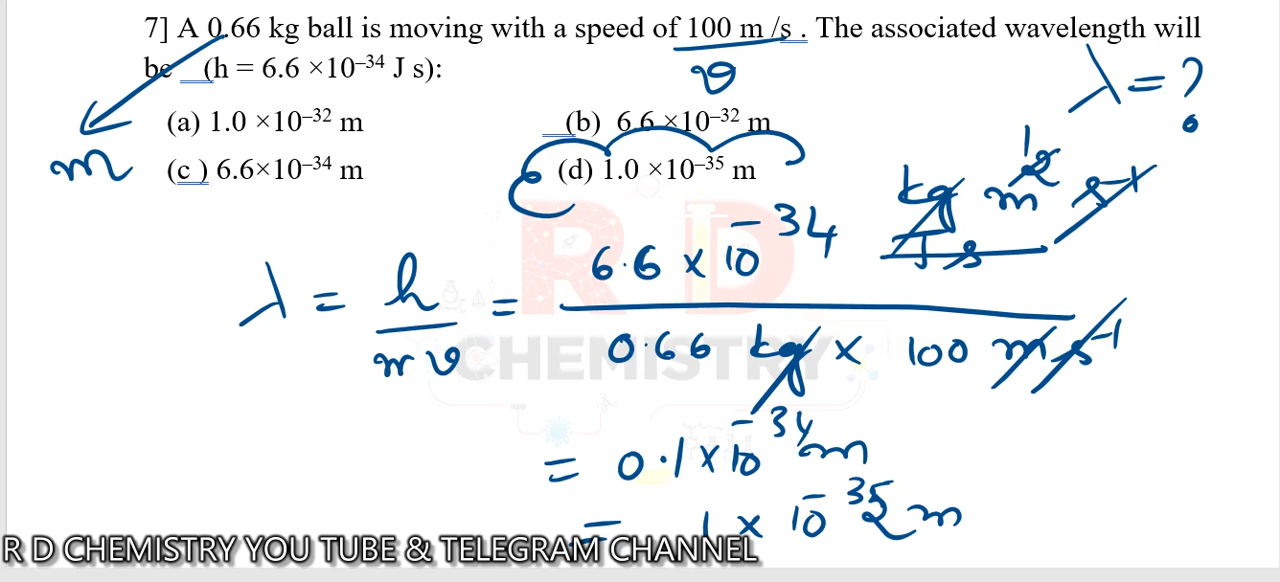 7] A 0.66 kg ball is moving with a speed of 100 m /s . The associated wavelength will
be (h = 6.6 ×10⁻³⁴ J s):
v
λ = ?
(a) 1.0 ×10⁻³² m (b) 6.6 ×10⁻³² m
m
(c ) 6.6×10⁻³⁴ m (d) 1.0 ×10⁻³⁵ m
kg m² s⁻¹
λ = h/mv = 6.6 x 10⁻³⁴ J s / 0.66 kg x 100 m s⁻¹
R D
CHEMISTRY
= 0.1 x 10⁻³⁴ m
= 1 x 10⁻³⁵ m
R D CHEMISTRY YOU TUBE & TELEGRAM CHANNEL